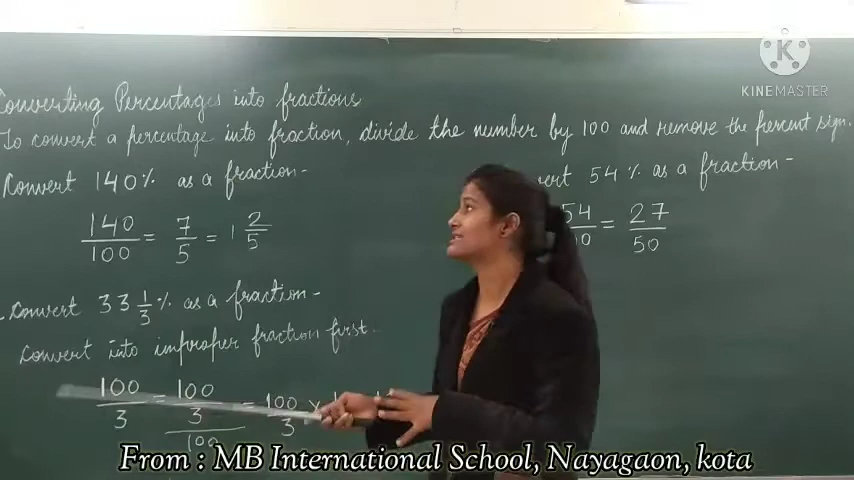 Converting Percentages into fractions
To convert a percentage into fraction, divide the number by 100 and remove the percent sign.
Convert 140% as a fraction-
140/100 = 7/5 = 1 2/5
54 % as a fraction-
54 = 27/50
Convert 33 1/3 % as a fraction-
Convert into improper fraction first-
100/3 = 100/3/100 = 100/3 ×
K
KINEMASTER
From : MB International School, Nayagaon, kota